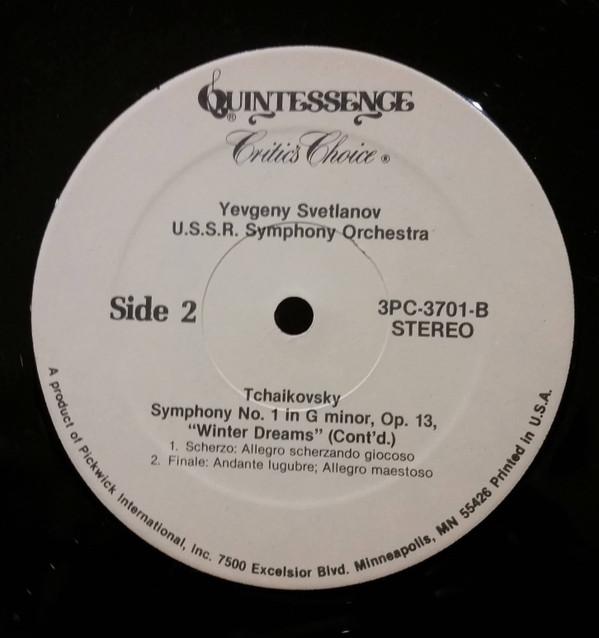 QUINTESSENCE®
Critic's Choice®
Yevgeny Svetlanov
U.S.S.R. Symphony Orchestra
Side 2
3PC-3701-B
STEREO
Tchaikovsky
Symphony No. 1 in G minor, Op. 13,
"Winter Dreams" (Cont'd.)
1. Scherzo: Allegro scherzando giocoso
2. Finale: Andante lugubre; Allegro maestoso
A product of Pickwick International, Inc. 7500 Excelsior Blvd. Minneapolis, MN 55426 Printed in U.S.A.